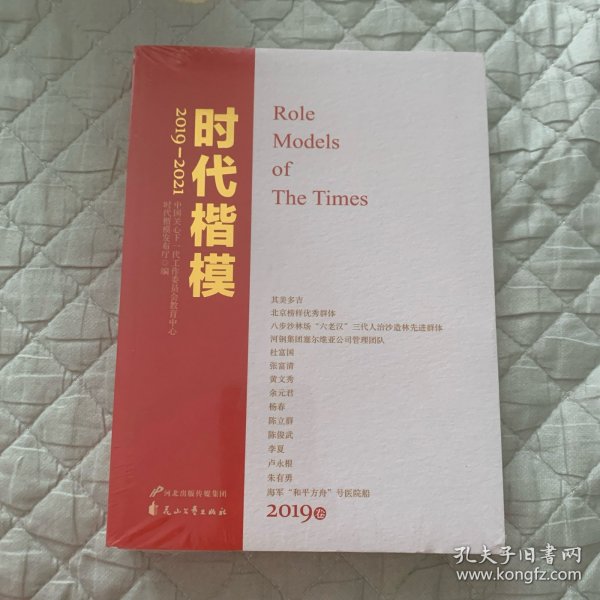 时代楷模
2019-2021
中国关心下一代工作委员会教育中心
时代楷模发布厅 编
Role
Models
of
The Times
其美多吉
北京榜样优秀群体
八步沙林场“六老汉”三代人治沙造林先进群体
河钢集团塞尔维亚公司管理团队
杜富国
张富清
黄文秀
余元君
杨春
陈立群
陈俊武
李夏
卢永根
朱有勇
海军“和平方舟”号医院船
2019卷
河北出版传媒集团
花山文艺出版社
孔夫子旧书网
www.kongfz.com